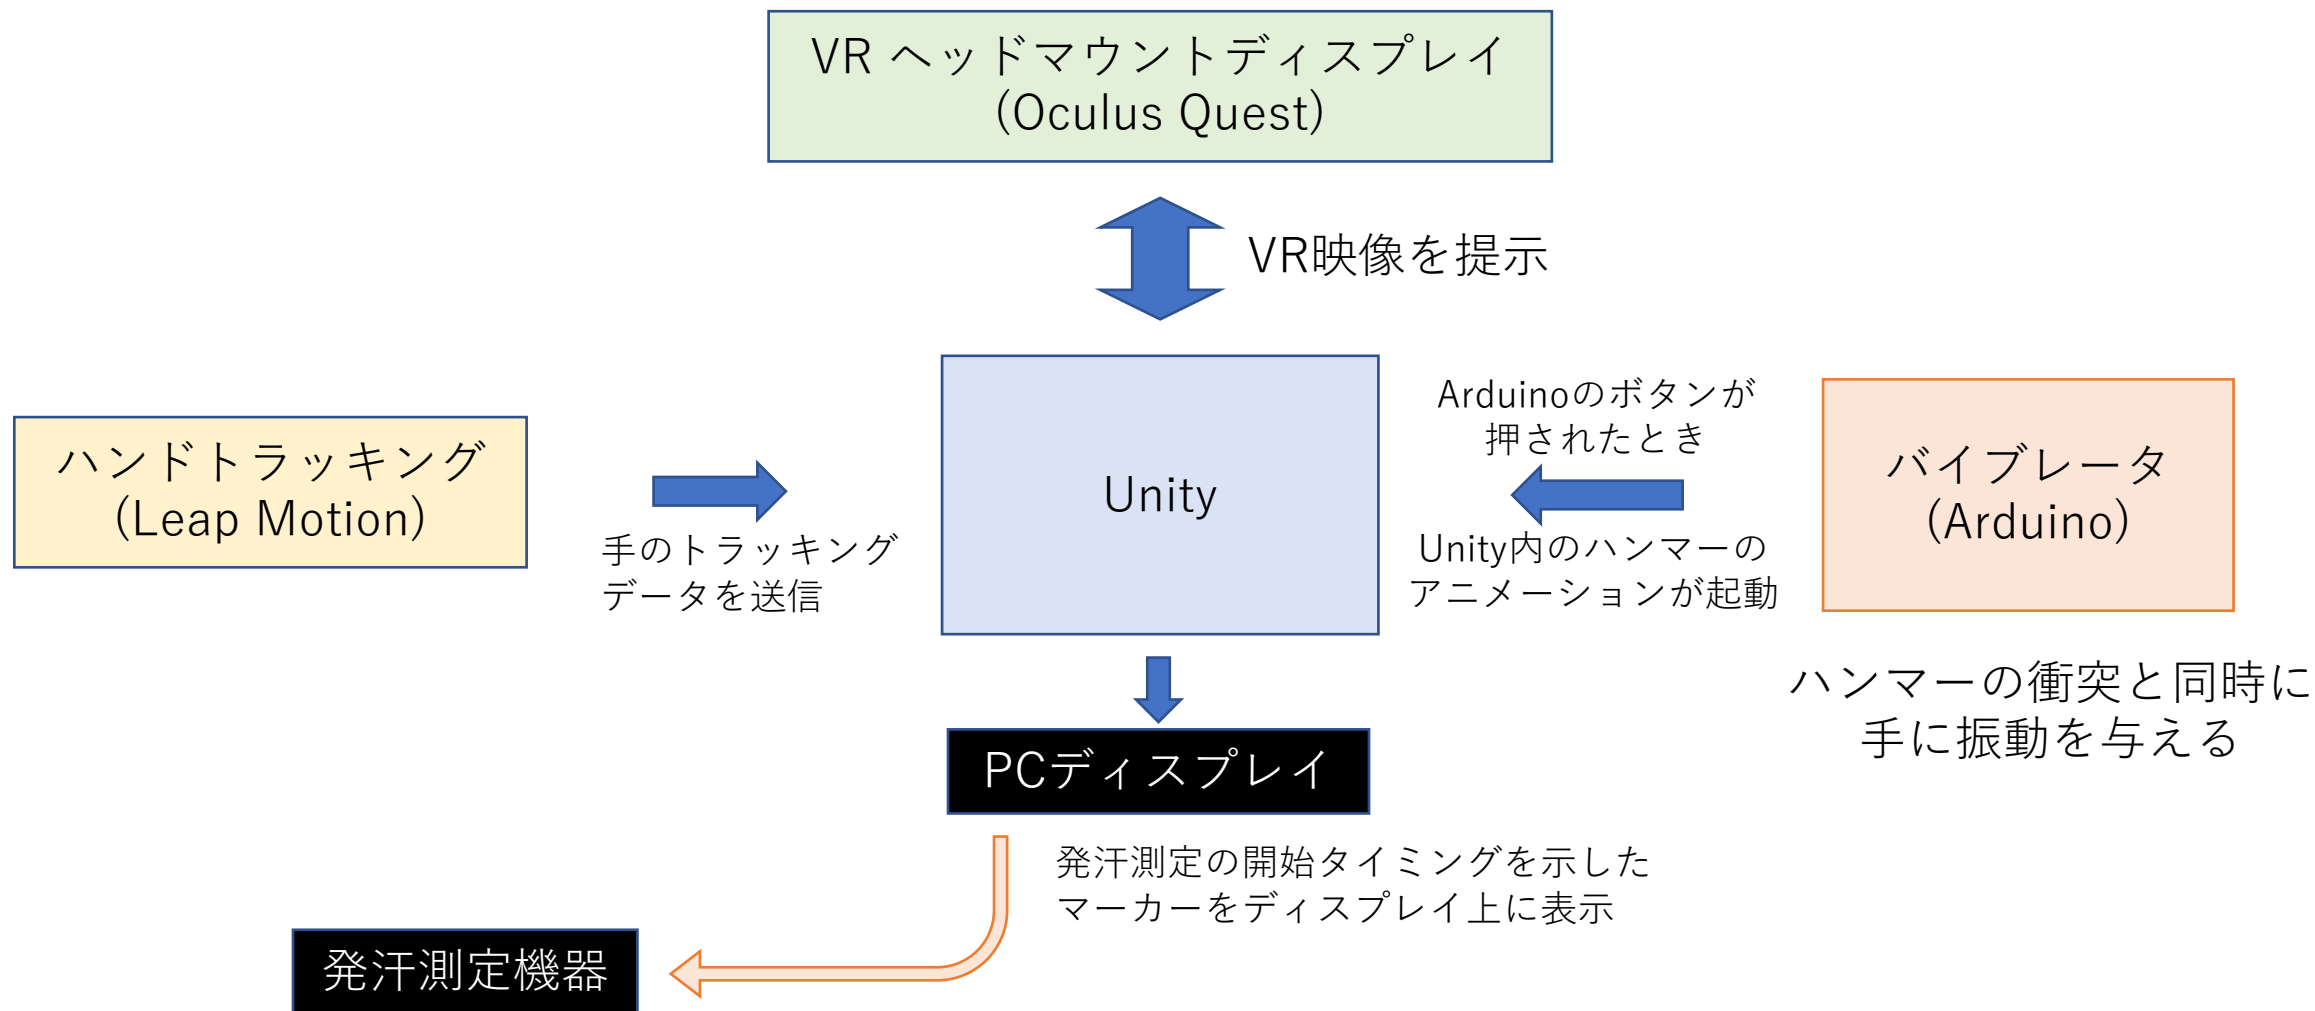 VR ヘッドマウントディスプレイ
(Oculus Quest)
VR映像を提示
ハンドトラッキング
(Leap Motion)
手のトラッキング
データを送信
Unity
Arduinoのボタンが
押されたとき
Unity内のハンマーの
アニメーションが起動
バイブレータ
(Arduino)
ハンマーの衝突と同時に
手に振動を与える
PCディスプレイ
発汗測定の開始タイミングを示した
マーカーをディスプレイ上に表示
発汗測定機器